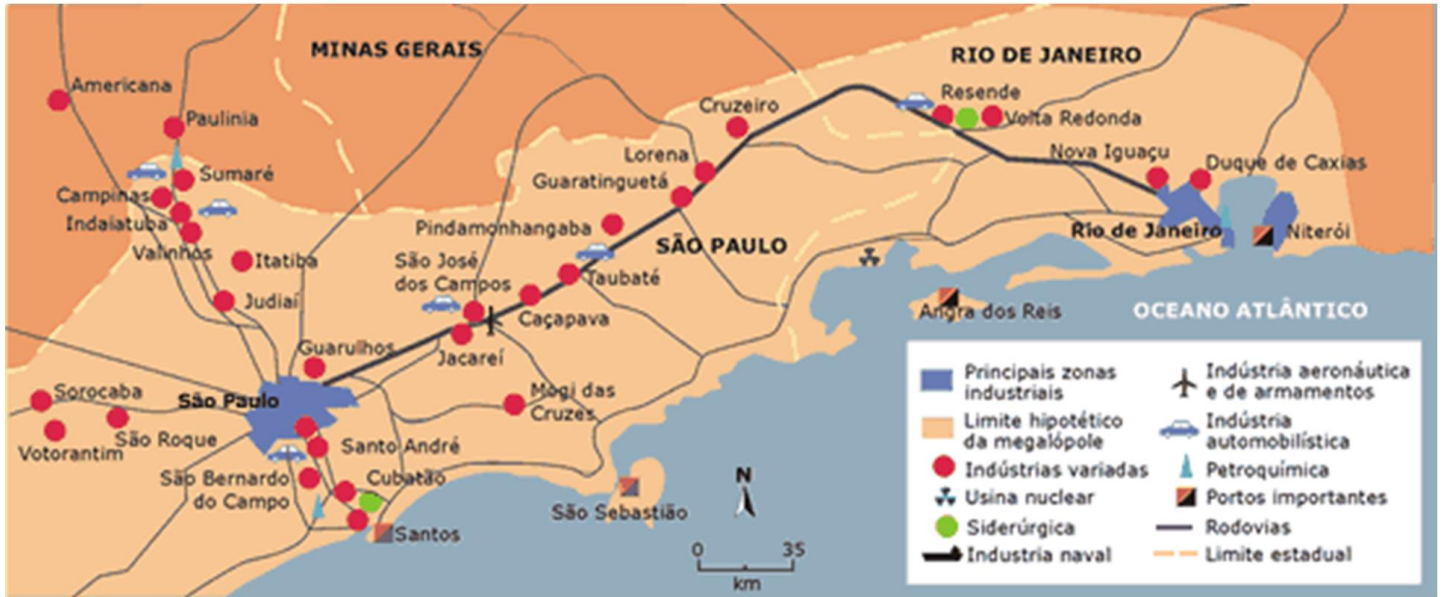 MINAS GERAIS
RIO DE JANEIRO
Americana
Paulinia
Cruzeiro
Resende
Volta Redonda
Sumaré
Lorena
Nova Iguaçu
Duque de Caxias
Campinas
Guaratinguetá
Indaiatuba
Valinhos
Pindamonhangaba
SÃO PAULO
Rio de Janeiro
Niterói
Itatiba
São José
dos Campos
Taubaté
Judiaí
Caçapava
Angra dos Reis
OCEANO ATLÂNTICO
Guarulhos
Jacareí
Sorocaba
São Paulo
Mogi das
Cruzes
Votorantim
São Roque
Santo André
São Bernardo
do Campo
Cubatão
Santos
São Sebastião
N
0 35
km
Principais zonas
industriais
Limite hipotético
da megalópole
Indústrias variadas
Usina nuclear
Siderúrgica
Industria naval
Indústria aeronáutica
e de armamentos
Indústria
automobilística
Petroquímica
Portos importantes
Rodovias
Limite estadual